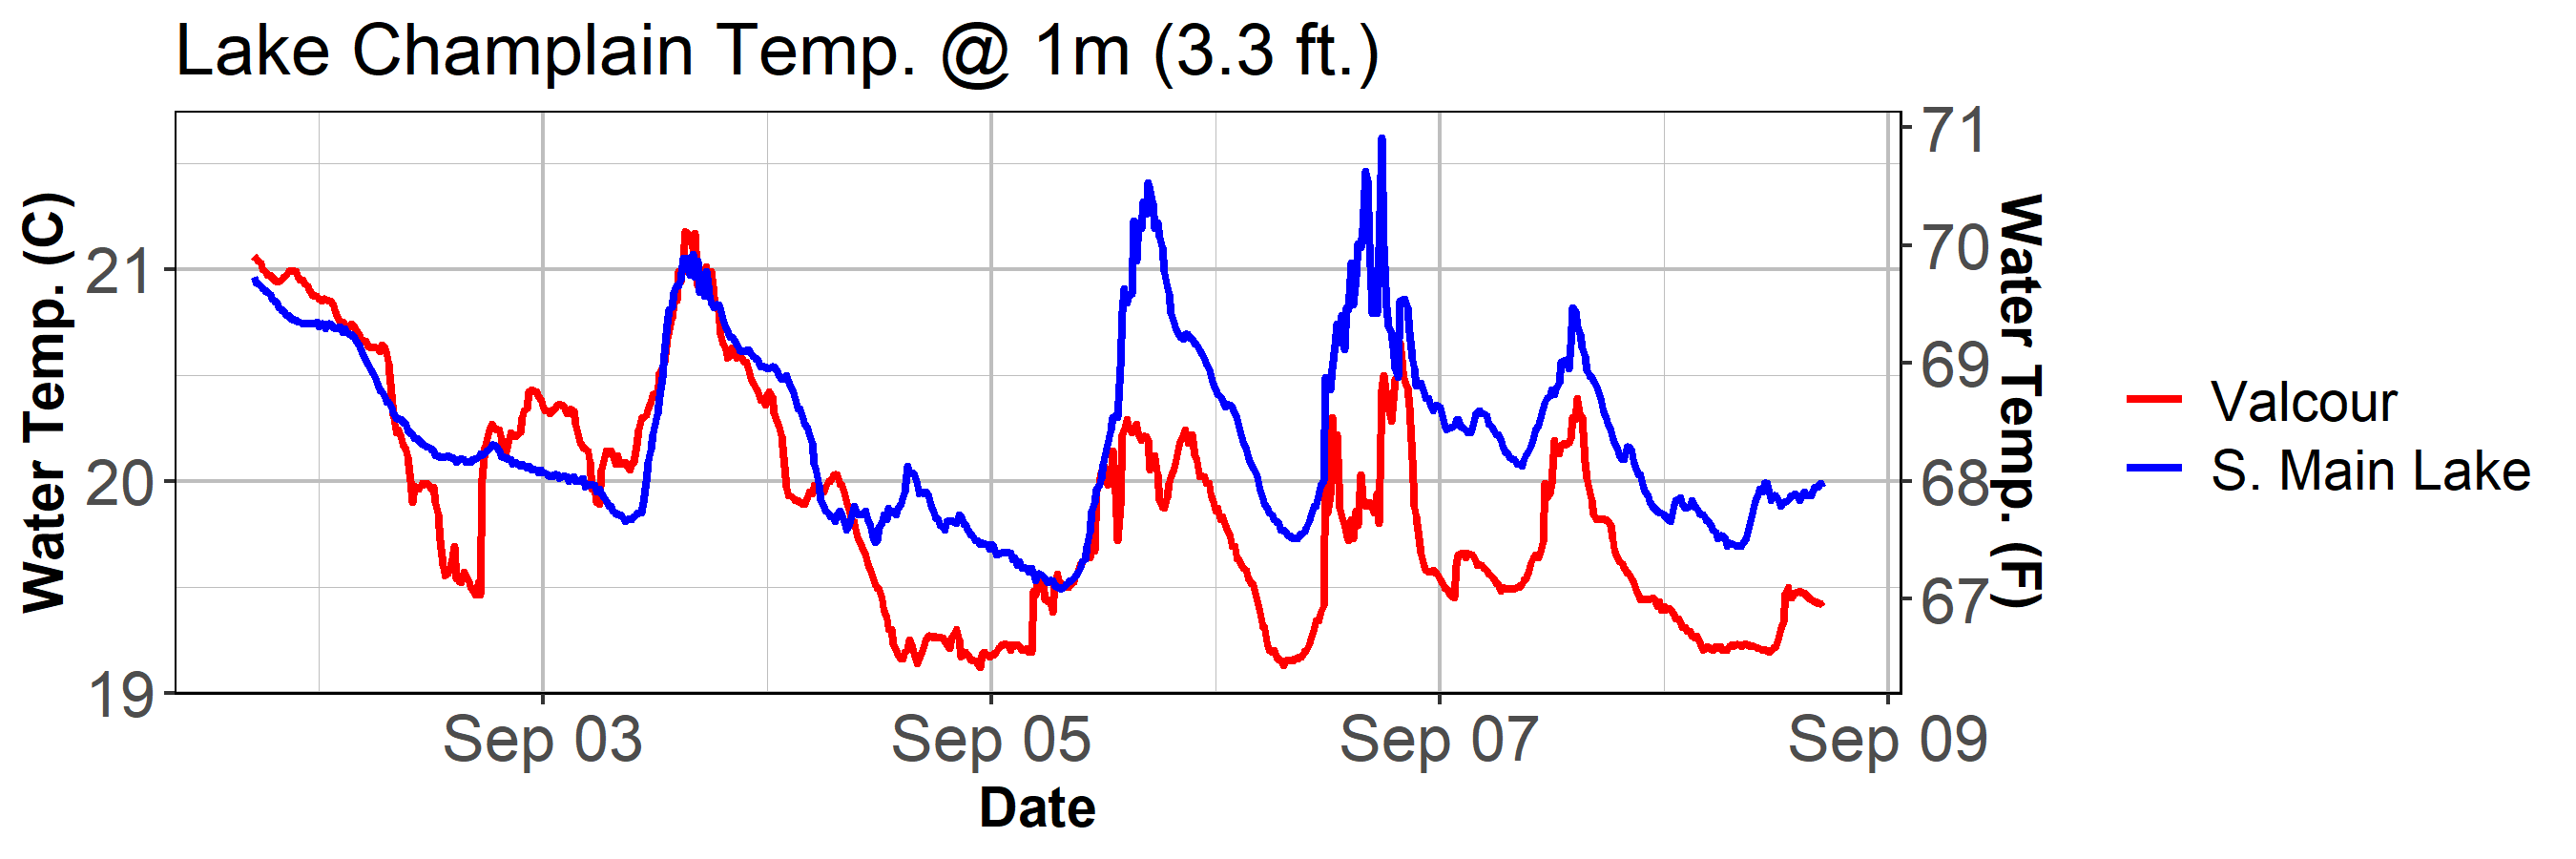 Lake Champlain Temp. @ 1m (3.3 ft.)
Water Temp. (C)
21
20
19
71
70
69
68
67
Water Temp. (F)
Sep 03
Sep 05
Sep 07
Sep 09
Date
Valcour
S. Main Lake